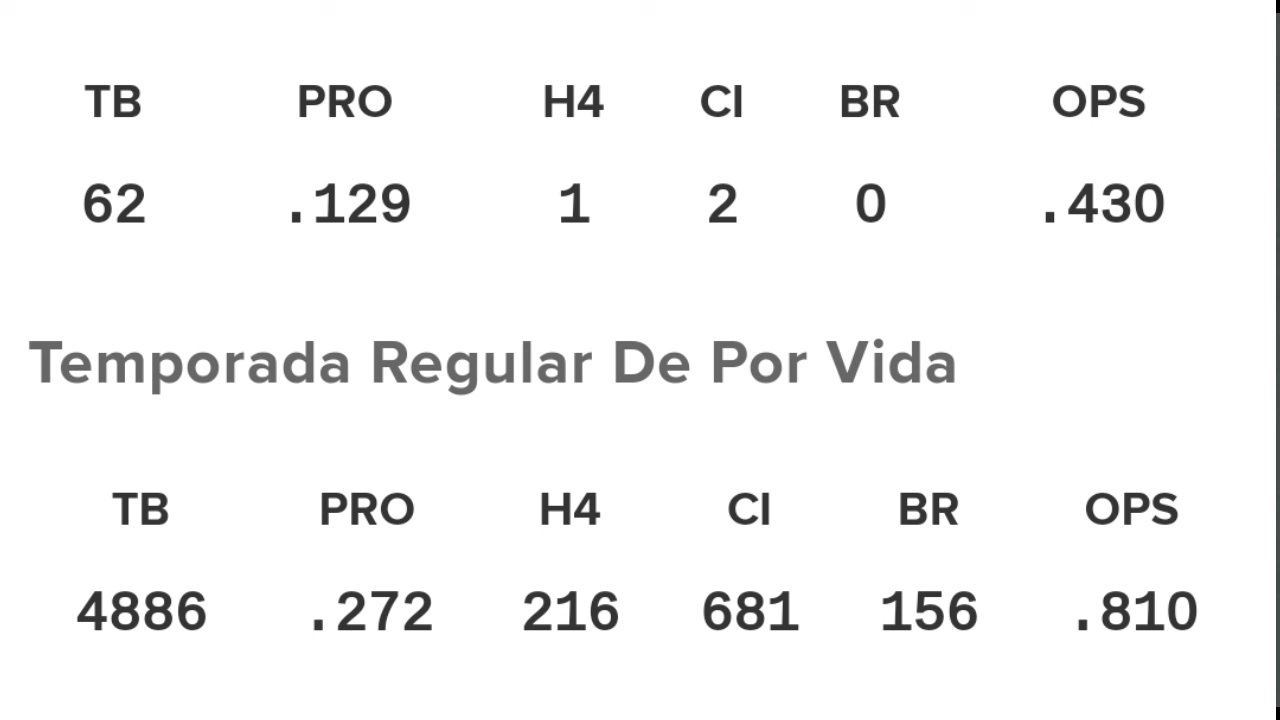 TB PRO H4 CI BR OPS
62 .129 1 2 0 .430
Temporada Regular De Por Vida
TB PRO H4 CI BR OPS
4886 .272 216 681 156 .810